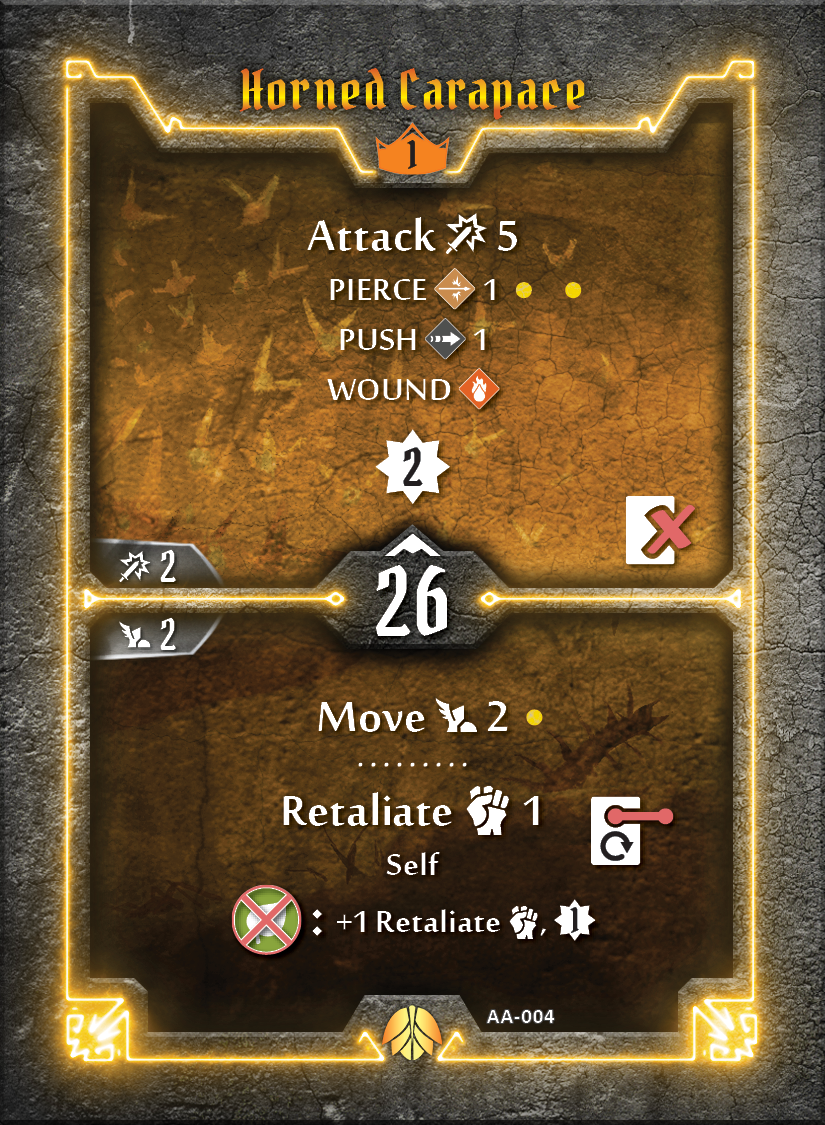 Horned Carapace
1
Attack 5
PIERCE 1
PUSH 1
WOUND
2
2
26
2
Move 2
.........
Retaliate 1
Self
: +1 Retaliate , 1
AA-004